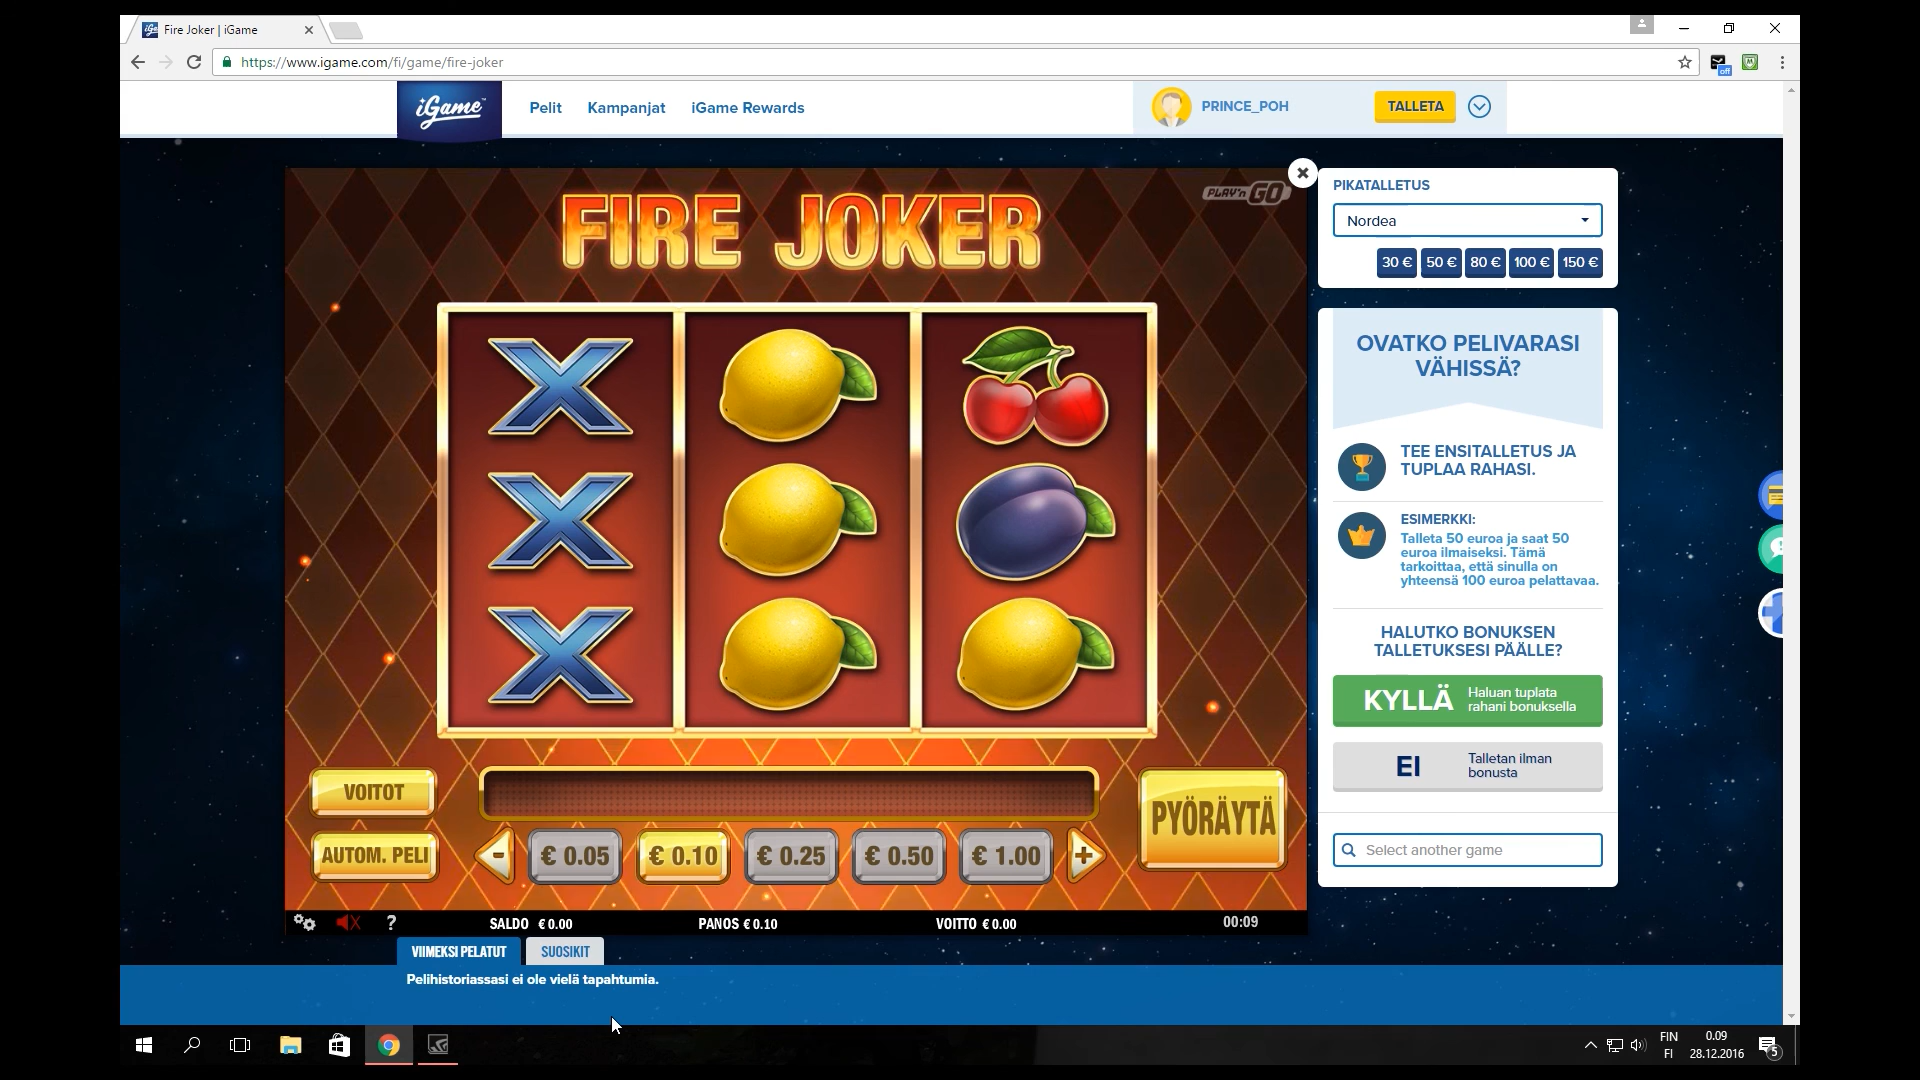 Fire Joker | iGame
https://www.igame.com/fi/game/fire-joker
iGame
Pelit
Kampanjat
iGame Rewards
PRINCE_POH
TALLETA
FIRE JOKER
PLAY'n GO
PIKATALLETUS
Nordea
30 €
50 €
80 €
100 €
150 €
OVATKO PELIVARASI
VÄHISSÄ?
TEE ENSITALLETUS JA
TUPLAA RAHASI.
ESIMERKKI:
Talleta 50 euroa ja saat 50
euroa ilmaiseksi. Tämä
tarkoittaa, että sinulla on
yhteensä 100 euroa pelattavaa.
HALUTKO BONUKSEN
TALLETUKSESI PÄÄLLE?
KYLLÄ
Haluan tuplata
rahani bonuksella
EI
Talletan ilman
bonusta
Select another game
X
X
X
VOITOT
AUTOM. PELI
-
€ 0.05
€ 0.10
€ 0.25
€ 0.50
€ 1.00
+
PYÖRÄYTÄ
?
SALDO € 0.00
PANOS € 0.10
VOITTO € 0.00
00:09
VIIMEKSI PELATUT
SUOSIKIT
Pelihistoriassasi ei ole vielä tapahtumia.
off
FIN
FI
0.09
28.12.2016
5